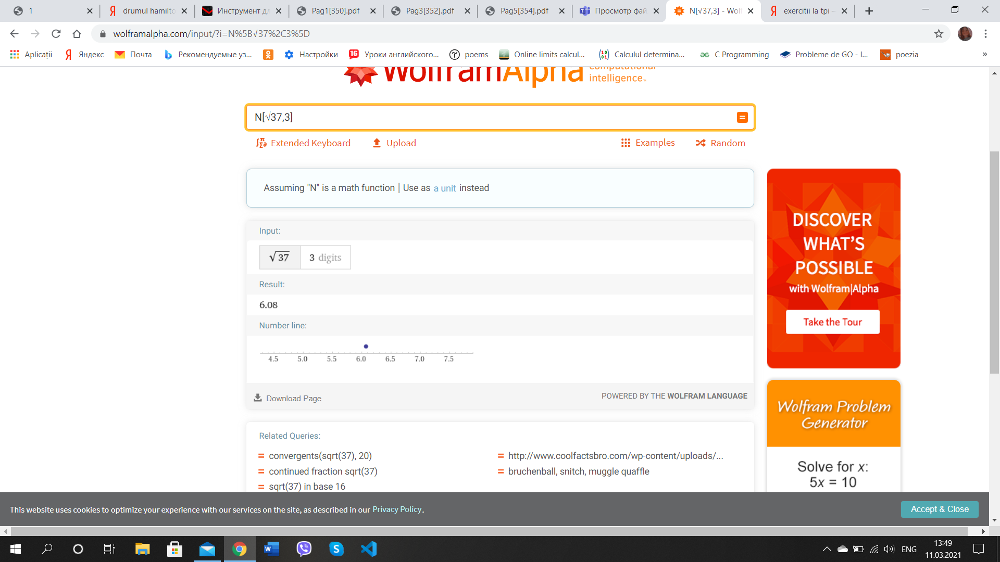 1
drumul hamilto
Инструмент дл
Pag1[350].pdf
Pag3[352].pdf
Pag5[354].pdf
Просмотр фай
N[√37,3] - Wolf
exercitii la tpi –
wolframalpha.com/input/?i=N%5B√37%2C3%5D
Aplicații
Яндекс
Почта
Рекомендуемые уз...
Настройки
Уроки английского...
poems
Online limits calcul...
Calculul determina...
C Programming
Probleme de GO - I...
poezia
»
WolframAlpha computational
intelligence™
N[√37,3]
Extended Keyboard
Upload
Examples
Random
Assuming "N" is a math function | Use as a unit instead
Input:
√37 3 digits
Result:
6.08
Number line:
4.5 5.0 5.5 6.0 6.5 7.0 7.5
Download Page
POWERED BY THE WOLFRAM LANGUAGE
Related Queries:
= convergents(sqrt(37), 20)
= http://www.coolfactsbro.com/wp-content/uploads/...
= continued fraction sqrt(37)
= bruchenball, snitch, muggle quaffle
= sqrt(37) in base 16
DISCOVER
WHAT'S
POSSIBLE
with Wolfram|Alpha
Take the Tour
Wolfram Problem
Generator
Solve for x:
5x = 10
This website uses cookies to optimize your experience with our services on the site, as described in our Privacy Policy.
Accept & Close
ENG
13:49
11.03.2021